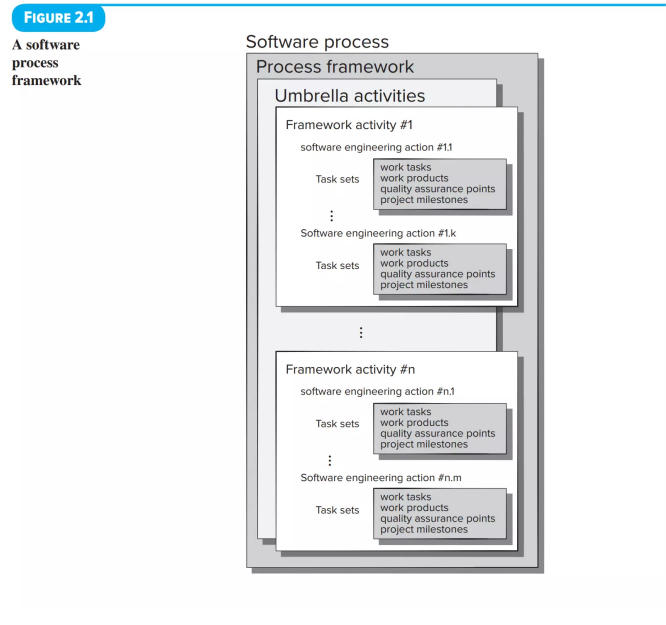 FIGURE 2.1
A software
process
framework
Software process
Process framework
Umbrella activities
Framework activity #1
software engineering action #1.1
Task sets
work tasks
work products
quality assurance points
project milestones
Software engineering action #1.k
Task sets
work tasks
work products
quality assurance points
project milestones
Framework activity #n
software engineering action #n.1
Task sets
work tasks
work products
quality assurance points
project milestones
Software engineering action #n.m
Task sets
work tasks
work products
quality assurance points
project milestones